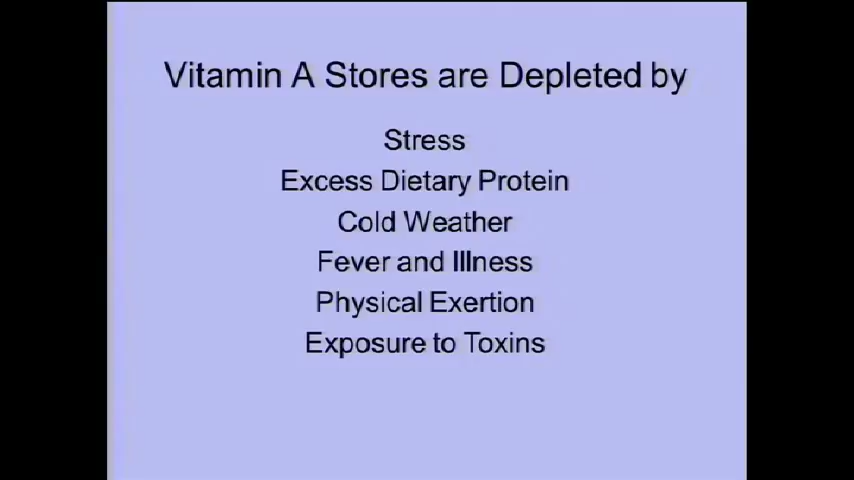 Vitamin A Stores are Depleted by
Stress
Excess Dietary Protein
Cold Weather
Fever and Illness
Physical Exertion
Exposure to Toxins